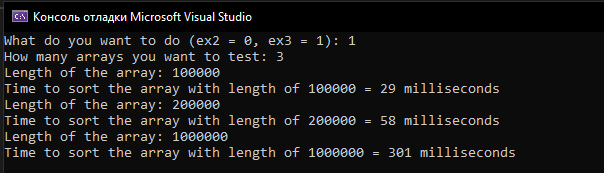 Консоль отладки Microsoft Visual Studio
What do you want to do (ex2 = 0, ex3 = 1): 1
How many arrays you want to test: 3
Length of the array: 100000
Time to sort the array with length of 100000 = 29 milliseconds
Length of the array: 200000
Time to sort the array with length of 200000 = 58 milliseconds
Length of the array: 1000000
Time to sort the array with length of 1000000 = 301 milliseconds